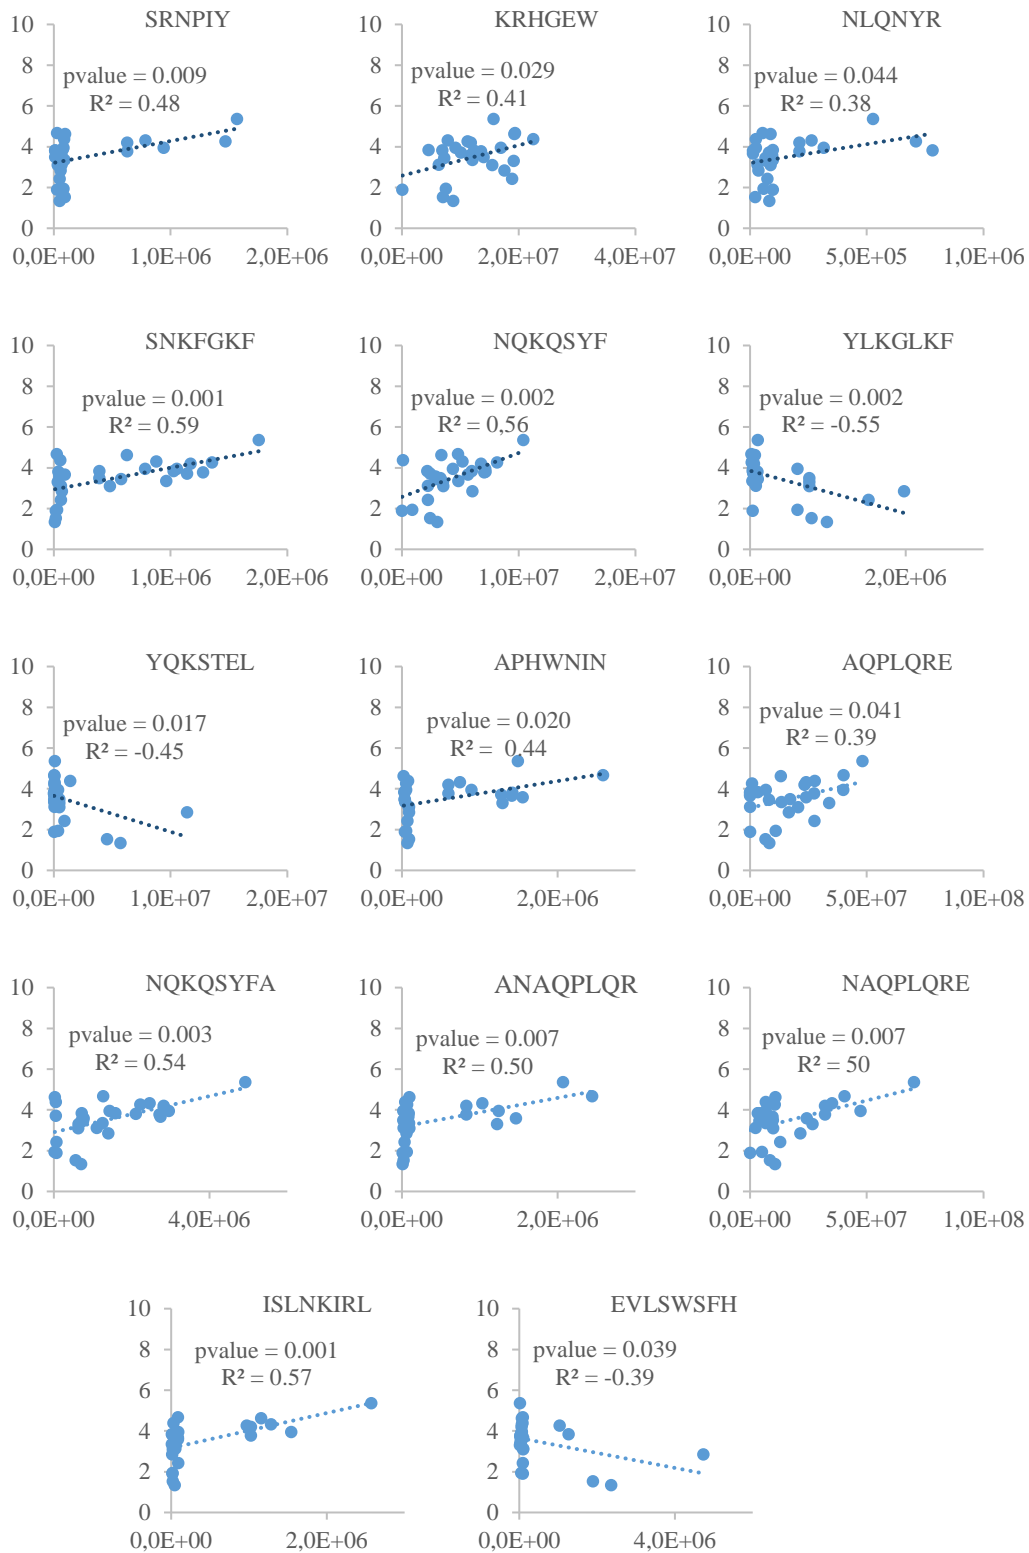 SRNPIY
pvalue = 0.009
R² = 0.48
10
8
6
4
2
0
0,0E+00 1,0E+06 2,0E+06
KRHGEW
pvalue = 0.029
R² = 0.41
10
8
6
4
2
0
0,0E+00 2,0E+07 4,0E+07
NLQNYR
pvalue = 0.044
R² = 0.38
10
8
6
4
2
0
0,0E+00 5,0E+05 1,0E+06
SNKFGKF
pvalue = 0.001
R² = 0.59
10
8
6
4
2
0
0,0E+00 1,0E+06 2,0E+06
NQKQSYF
pvalue = 0.002
R² = 0,56
10
8
6
4
2
0
0,0E+00 1,0E+07 2,0E+07
YLKGLKF
pvalue = 0.002
R² = -0.55
10
8
6
4
2
0
0,0E+00 2,0E+06
YQKSTEL
pvalue = 0.017
R² = -0.45
10
8
6
4
2
0
0,0E+00 1,0E+07 2,0E+07
APHWNIN
pvalue = 0.020
R² = 0.44
10
8
6
4
2
0
0,0E+00 2,0E+06
AQPLQRE
pvalue = 0.041
R² = 0.39
10
8
6
4
2
0
0,0E+00 5,0E+07 1,0E+08
NQKQSYFA
pvalue = 0.003
R² = 0.54
10
8
6
4
2
0
0,0E+00 4,0E+06
ANAQPLQR
pvalue = 0.007
R² = 0.50
10
8
6
4
2
0
0,0E+00 2,0E+06
NAQPLQRE
pvalue = 0.007
R² = 50
10
8
6
4
2
0
0,0E+00 5,0E+07 1,0E+08
ISLNKIRL
pvalue = 0.001
R² = 0.57
10
8
6
4
2
0
0,0E+00 2,0E+06
EVLSWSFH
pvalue = 0.039
R² = -0.39
10
8
6
4
2
0
0,0E+00 4,0E+06